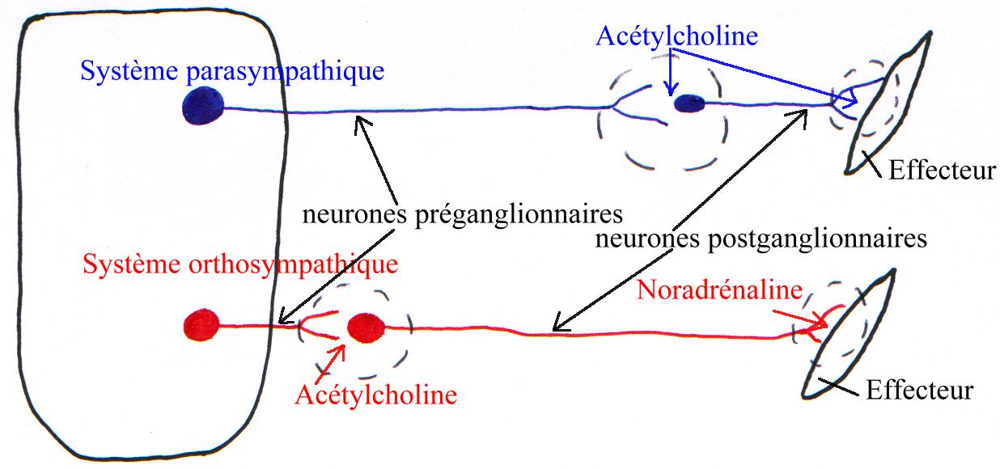 Acétylcholine
Système parasympathique
Effecteur
neurones préganglionnaires
neurones postganglionnaires
Système orthosympathique
Noradrénaline
Acétylcholine
Effecteur